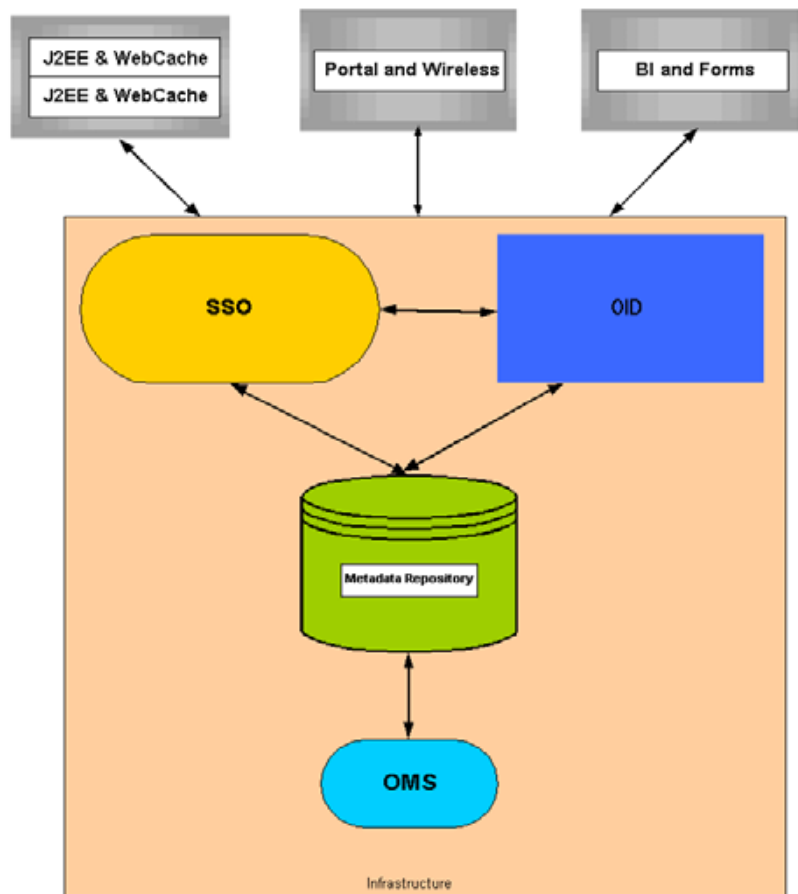 J2EE & WebCache
J2EE & WebCache
Portal and Wireless
BI and Forms
SSO
OID
Metadata Repository
OMS
Infrastructure